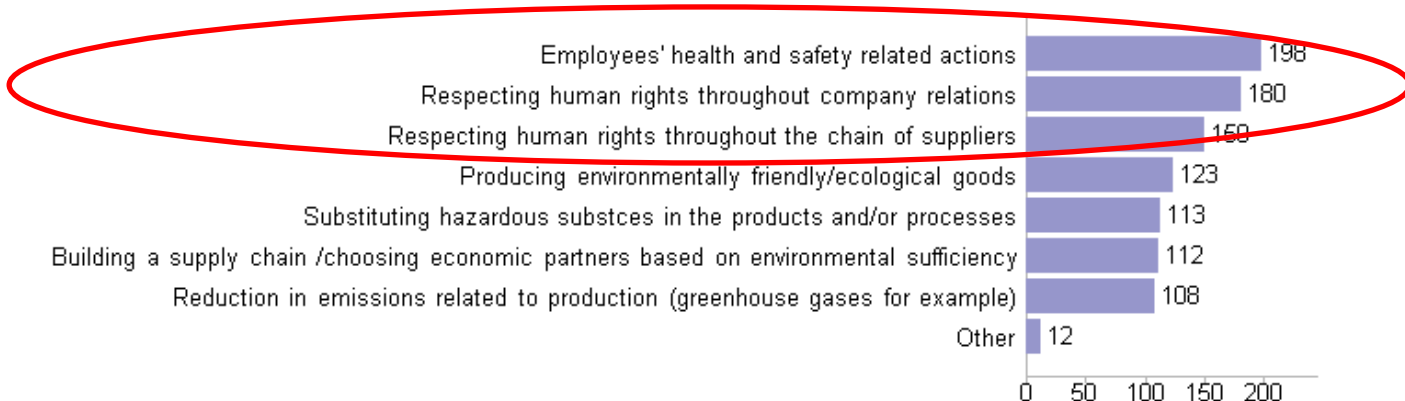 Employees' health and safety related actions 198
Respecting human rights throughout company relations 180
Respecting human rights throughout the chain of suppliers 150
Producing environmentally friendly/ecological goods 123
Substituting hazardous substces in the products and/or processes 113
Building a supply chain /choosing economic partners based on environmental sufficiency 112
Reduction in emissions related to production (greenhouse gases for example) 108
Other 12
0 50 100 150 200